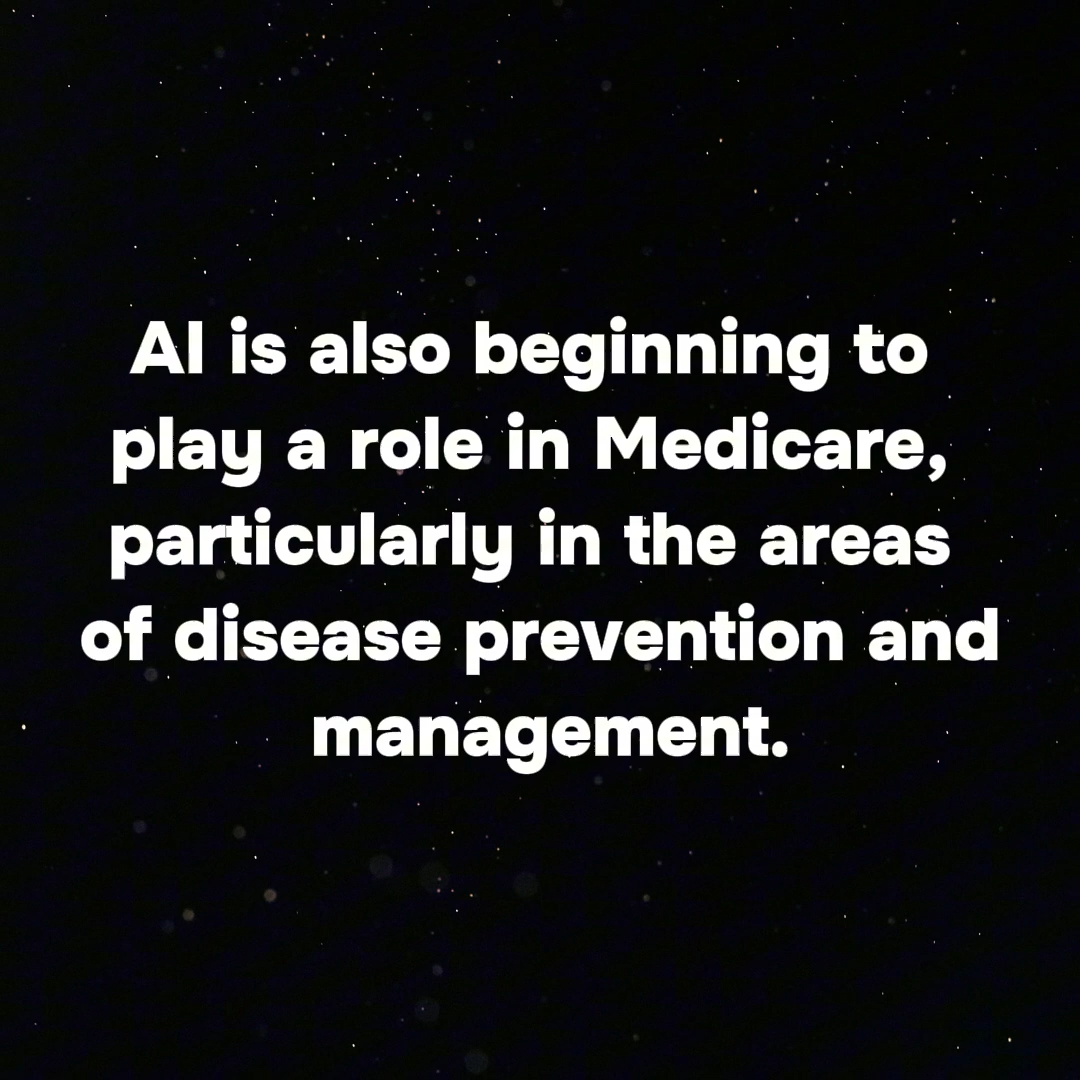 AI is also beginning to
play a role in Medicare,
particularly in the areas
of disease prevention and
management.